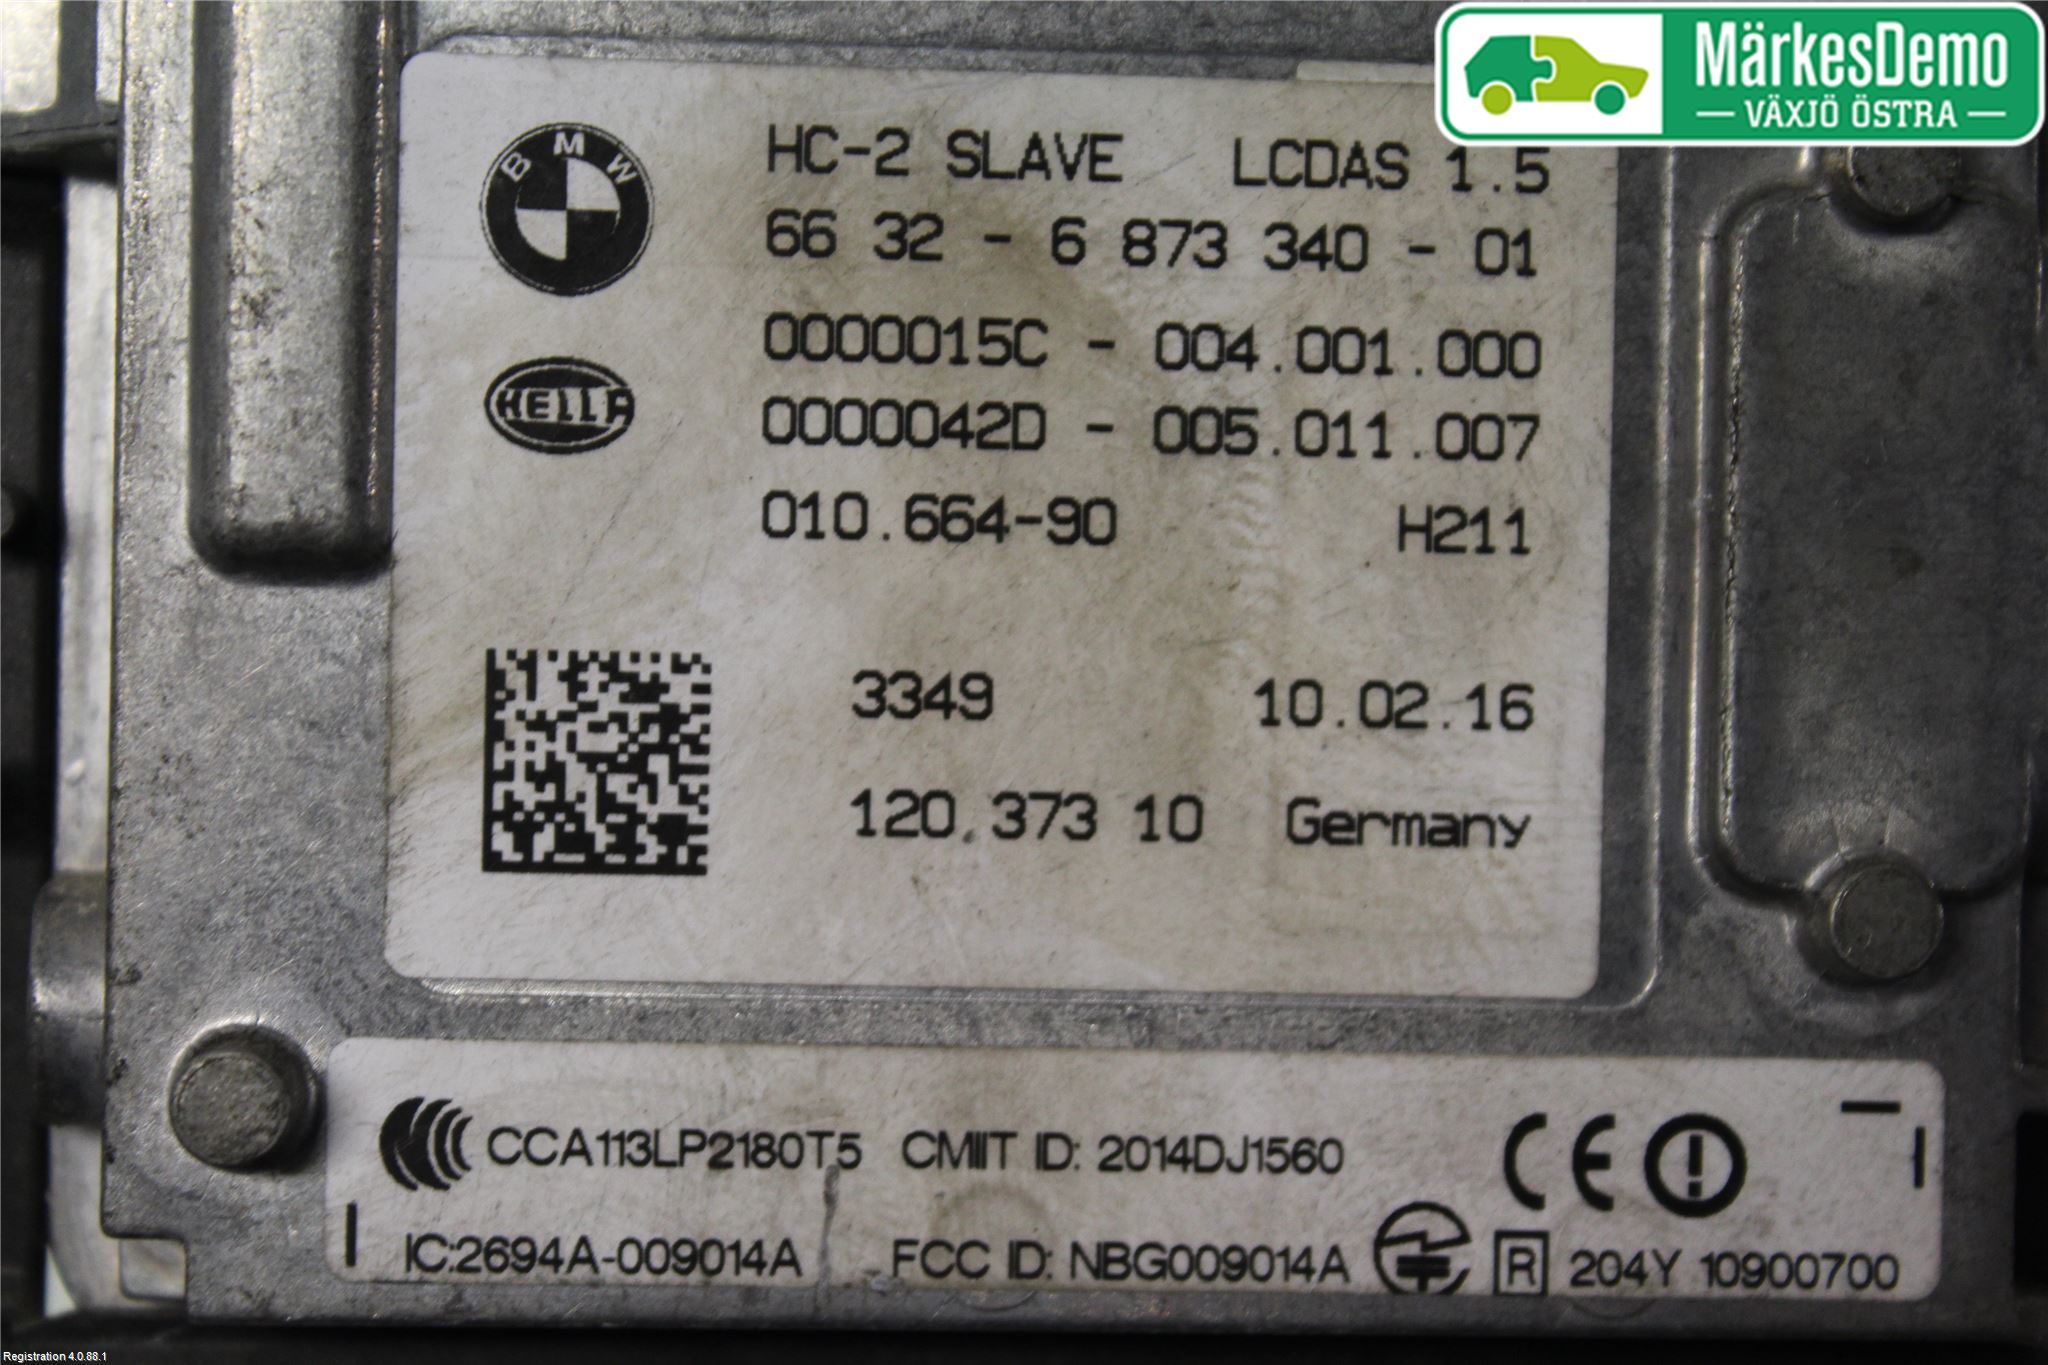 MärkesDemo
VÄXJÖ ÖSTRA
BMW
HC-2 SLAVE LCDAS 1.5
66 32 - 6 873 340 - 01
0000015C - 004.001.000
HELLA
0000042D - 005.011.007
010.664-90 H211
3349 10.02.16
120.373 10 Germany
CCA113LP2180T5 CMIIT ID: 2014DJ1560 CE
IC:2694A-009014A FCC ID: NBG009014A R 204Y 10900700
Registration 4.0.88.1